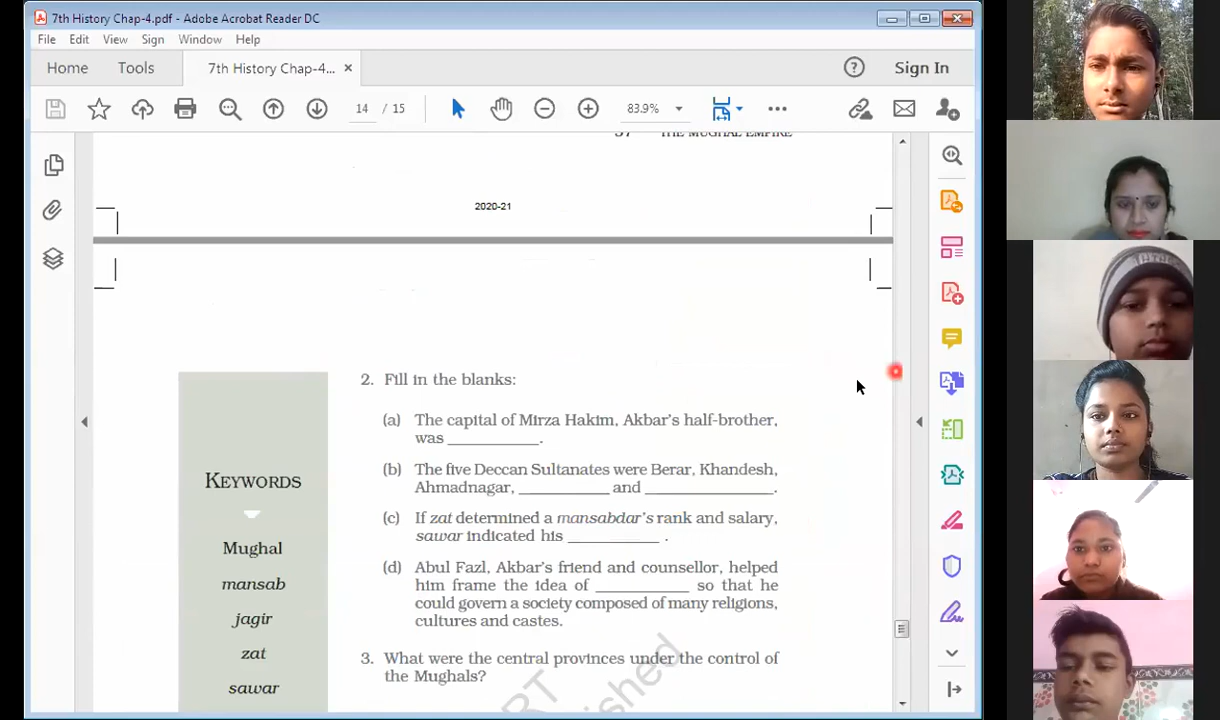 7th History Chap-4.pdf - Adobe Acrobat Reader DC
File Edit View Sign Window Help
Home Tools 7th History Chap-4... × Sign In
14 / 15 83.9%
37 THE MUGHAL EMPIRE
2020-21
2. Fill in the blanks:
(a) The capital of Mirza Hakim, Akbar's half-brother,
was __________.
(b) The five Deccan Sultanates were Berar, Khandesh,
Ahmadnagar, __________ and ______________.
(c) If zat determined a mansabdar's rank and salary,
sawar indicated his __________ .
(d) Abul Fazl, Akbar's friend and counsellor, helped
him frame the idea of __________ so that he
could govern a society composed of many religions,
cultures and castes.
3. What were the central provinces under the control of
the Mughals?
KEYWORDS
Mughal
mansab
jagir
zat
sawar